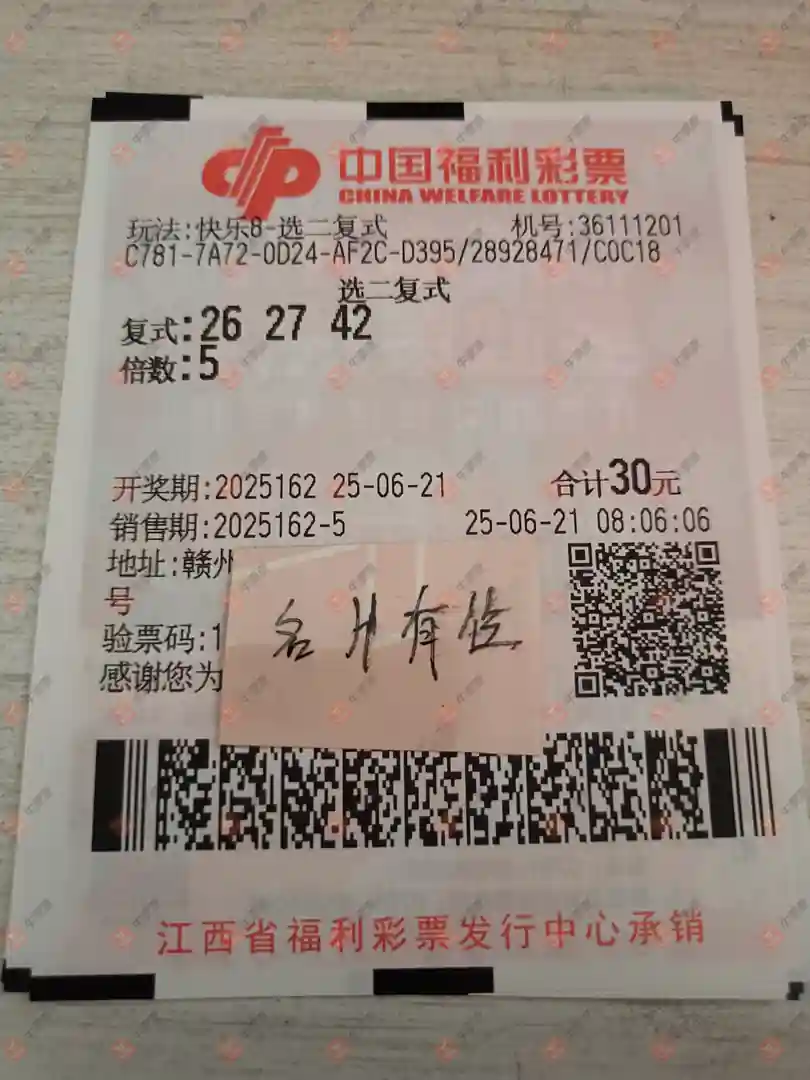 中国福利彩票
CHINA WELFARE LOTTERY
玩法:快乐8-选二复式 机号:36111201
C781-7A72-0D24-AF2C-D395/28928471/C0C18
选二复式
复式:26 27 42
倍数:5
开奖期:2025162 25-06-21 合计30元
销售期:2025162-5 25-06-21 08:06:06
地址:赣州
号
名片有售
验票码:1
感谢您为
江西省福利彩票发行中心承销